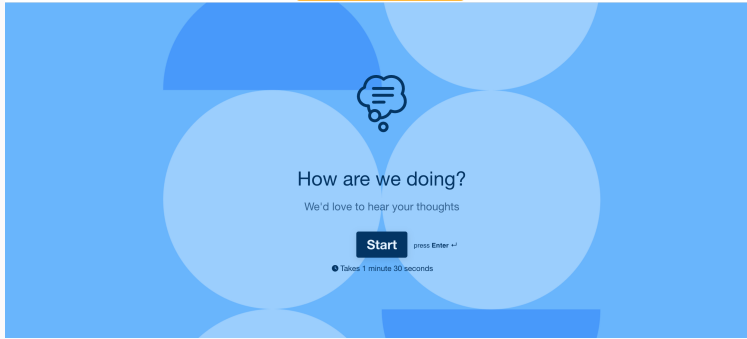 How are we doing?
We'd love to hear your thoughts
Start press Enter ↵
Takes 1 minute 30 seconds